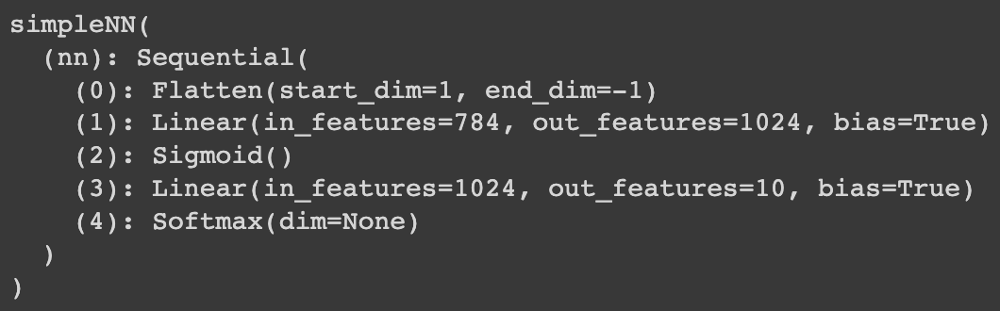 simpleNN(
  (nn): Sequential(
    (0): Flatten(start_dim=1, end_dim=-1)
    (1): Linear(in_features=784, out_features=1024, bias=True)
    (2): Sigmoid()
    (3): Linear(in_features=1024, out_features=10, bias=True)
    (4): Softmax(dim=None)
  )
)